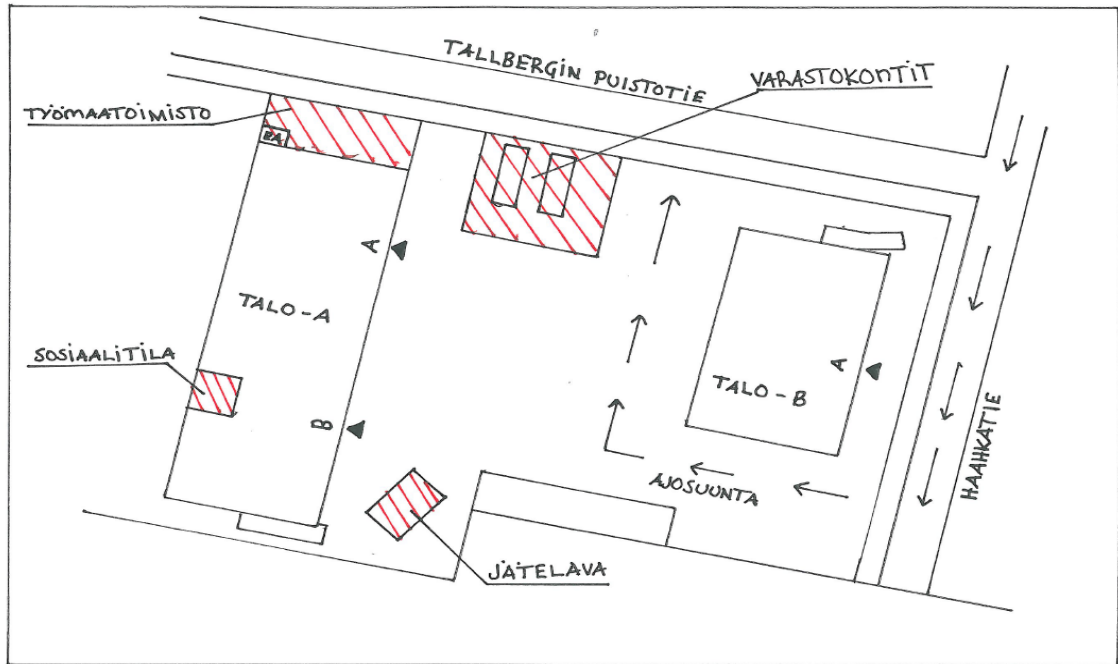 TALLBERGIN PUISTOTIE
VARASTOKONTIT
TYÖMAATOIMISTO
A
TALO-A
SOSIAALITILA
B
A
TALO-B
HAAHKATIE
AJOSUUNTA
JÄTELAVA